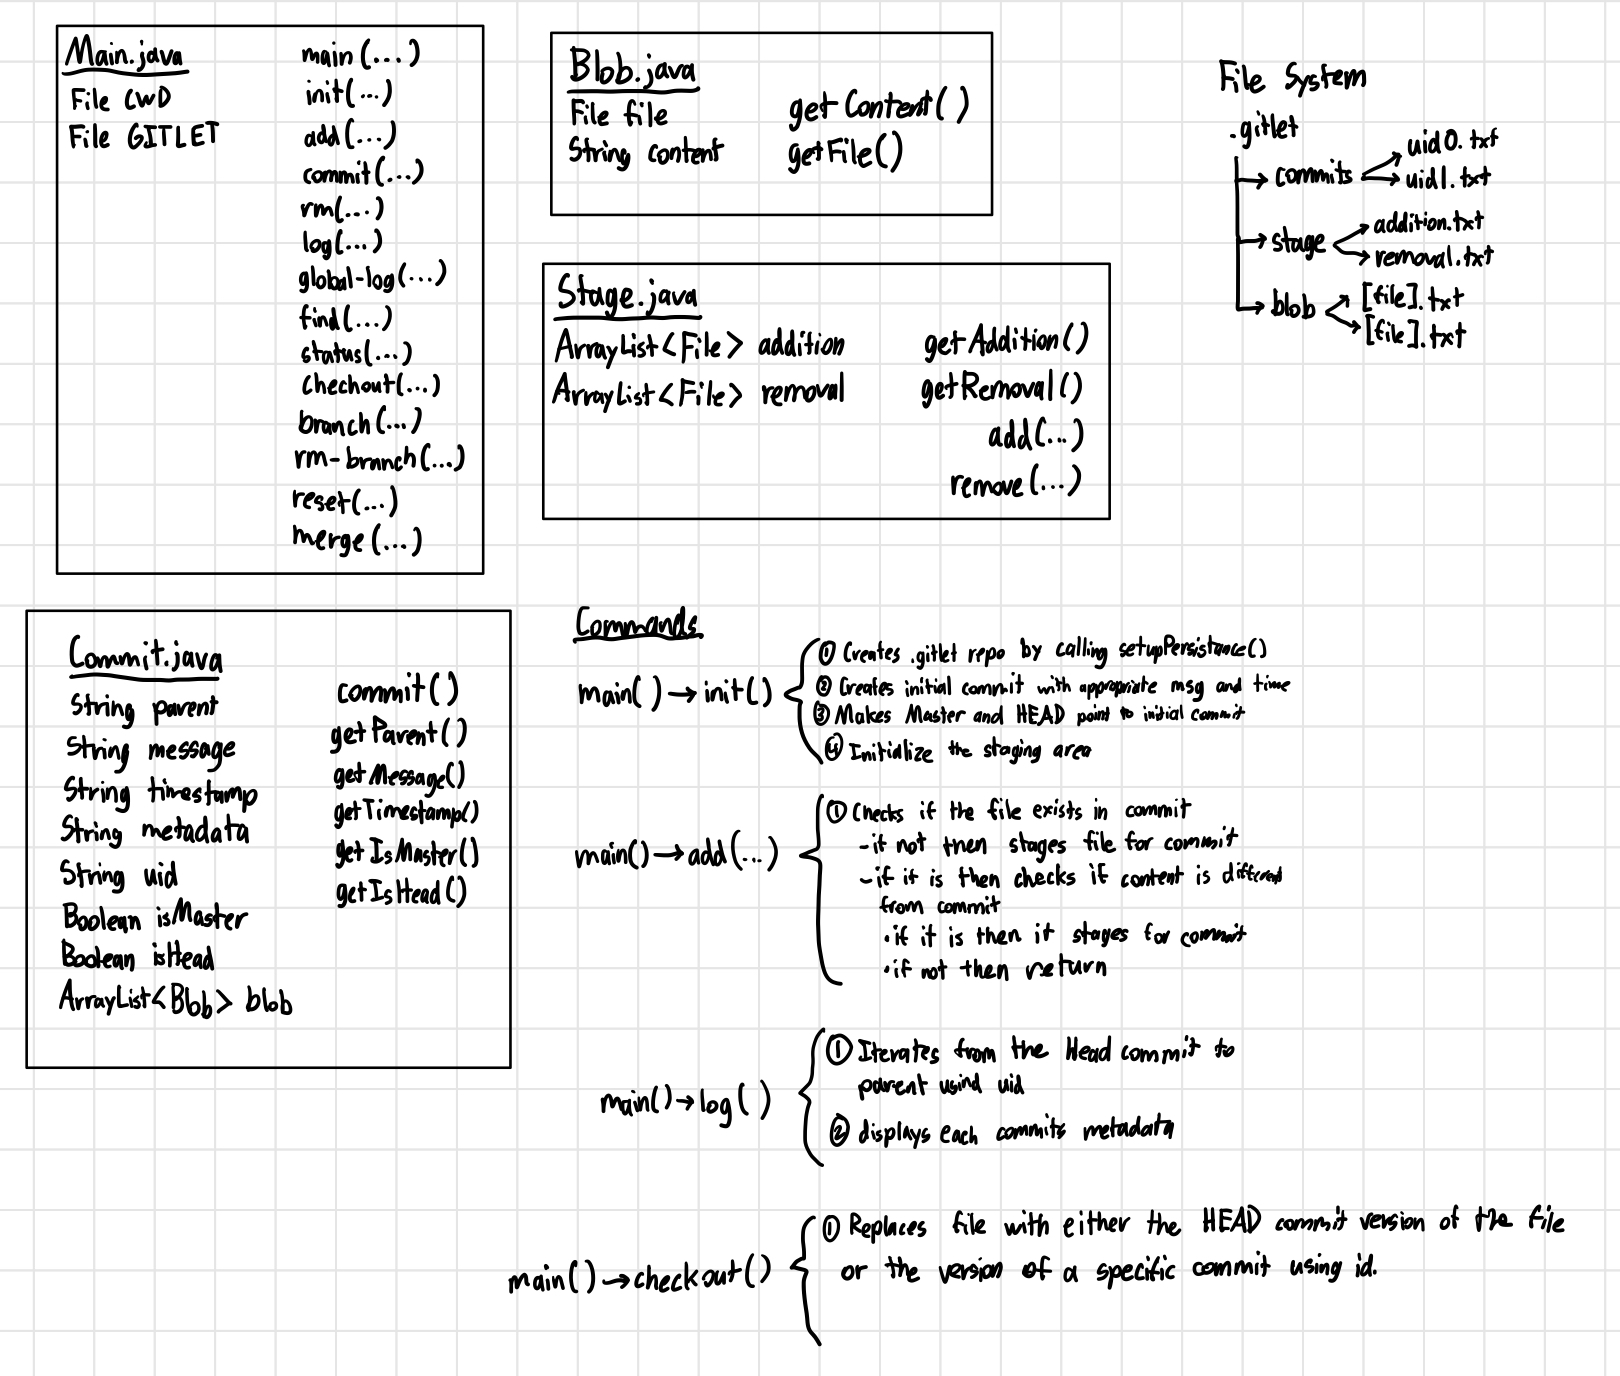 Main.java
File CWD
File GITLET
main(...)
init(...)
add(...)
commit(...)
rm(...)
log(...)
global-log(...)
find(...)
status(...)
chechout(...)
branch(...)
rm-branch(...)
reset(...)
merge(...)
Blob.java
File file
String content
getContent()
getFile()
Stage.java
ArrayList<File> addition
ArrayList<File> removal
getAddition()
getRemoval()
add(...)
remove(...)
File System
.gitlet
commits
uid0.txt
uid1.txt
stage
addition.txt
removal.txt
blob
[file].txt
[file].txt
Commit.java
String parent
String message
String timestamp
String metadata
String uid
Boolean isMaster
Boolean isHead
ArrayList<Blob> blob
commit()
getParent()
getMessage()
getTimestamp()
getIsMaster()
getIsHead()
Commands
main() → init()
① Creates .gitlet repo by calling setupPersistance()
② Creates initial commit with appropriate msg and time
③ Makes Master and HEAD point to initial commit
④ Initialize the staging area
main() → add(...)
① Checks if the file exists in commit
- if not then stages file for commit
- if it is then checks if content is different
from commit
· if it is then it stages for commit
· if not then return
main() → log()
① Iterates from the Head commit to
parent usind uid
② displays each commits metadata
main() → checkout()
① Replaces file with either the HEAD commit version of the file
or the version of a specific commit using id.